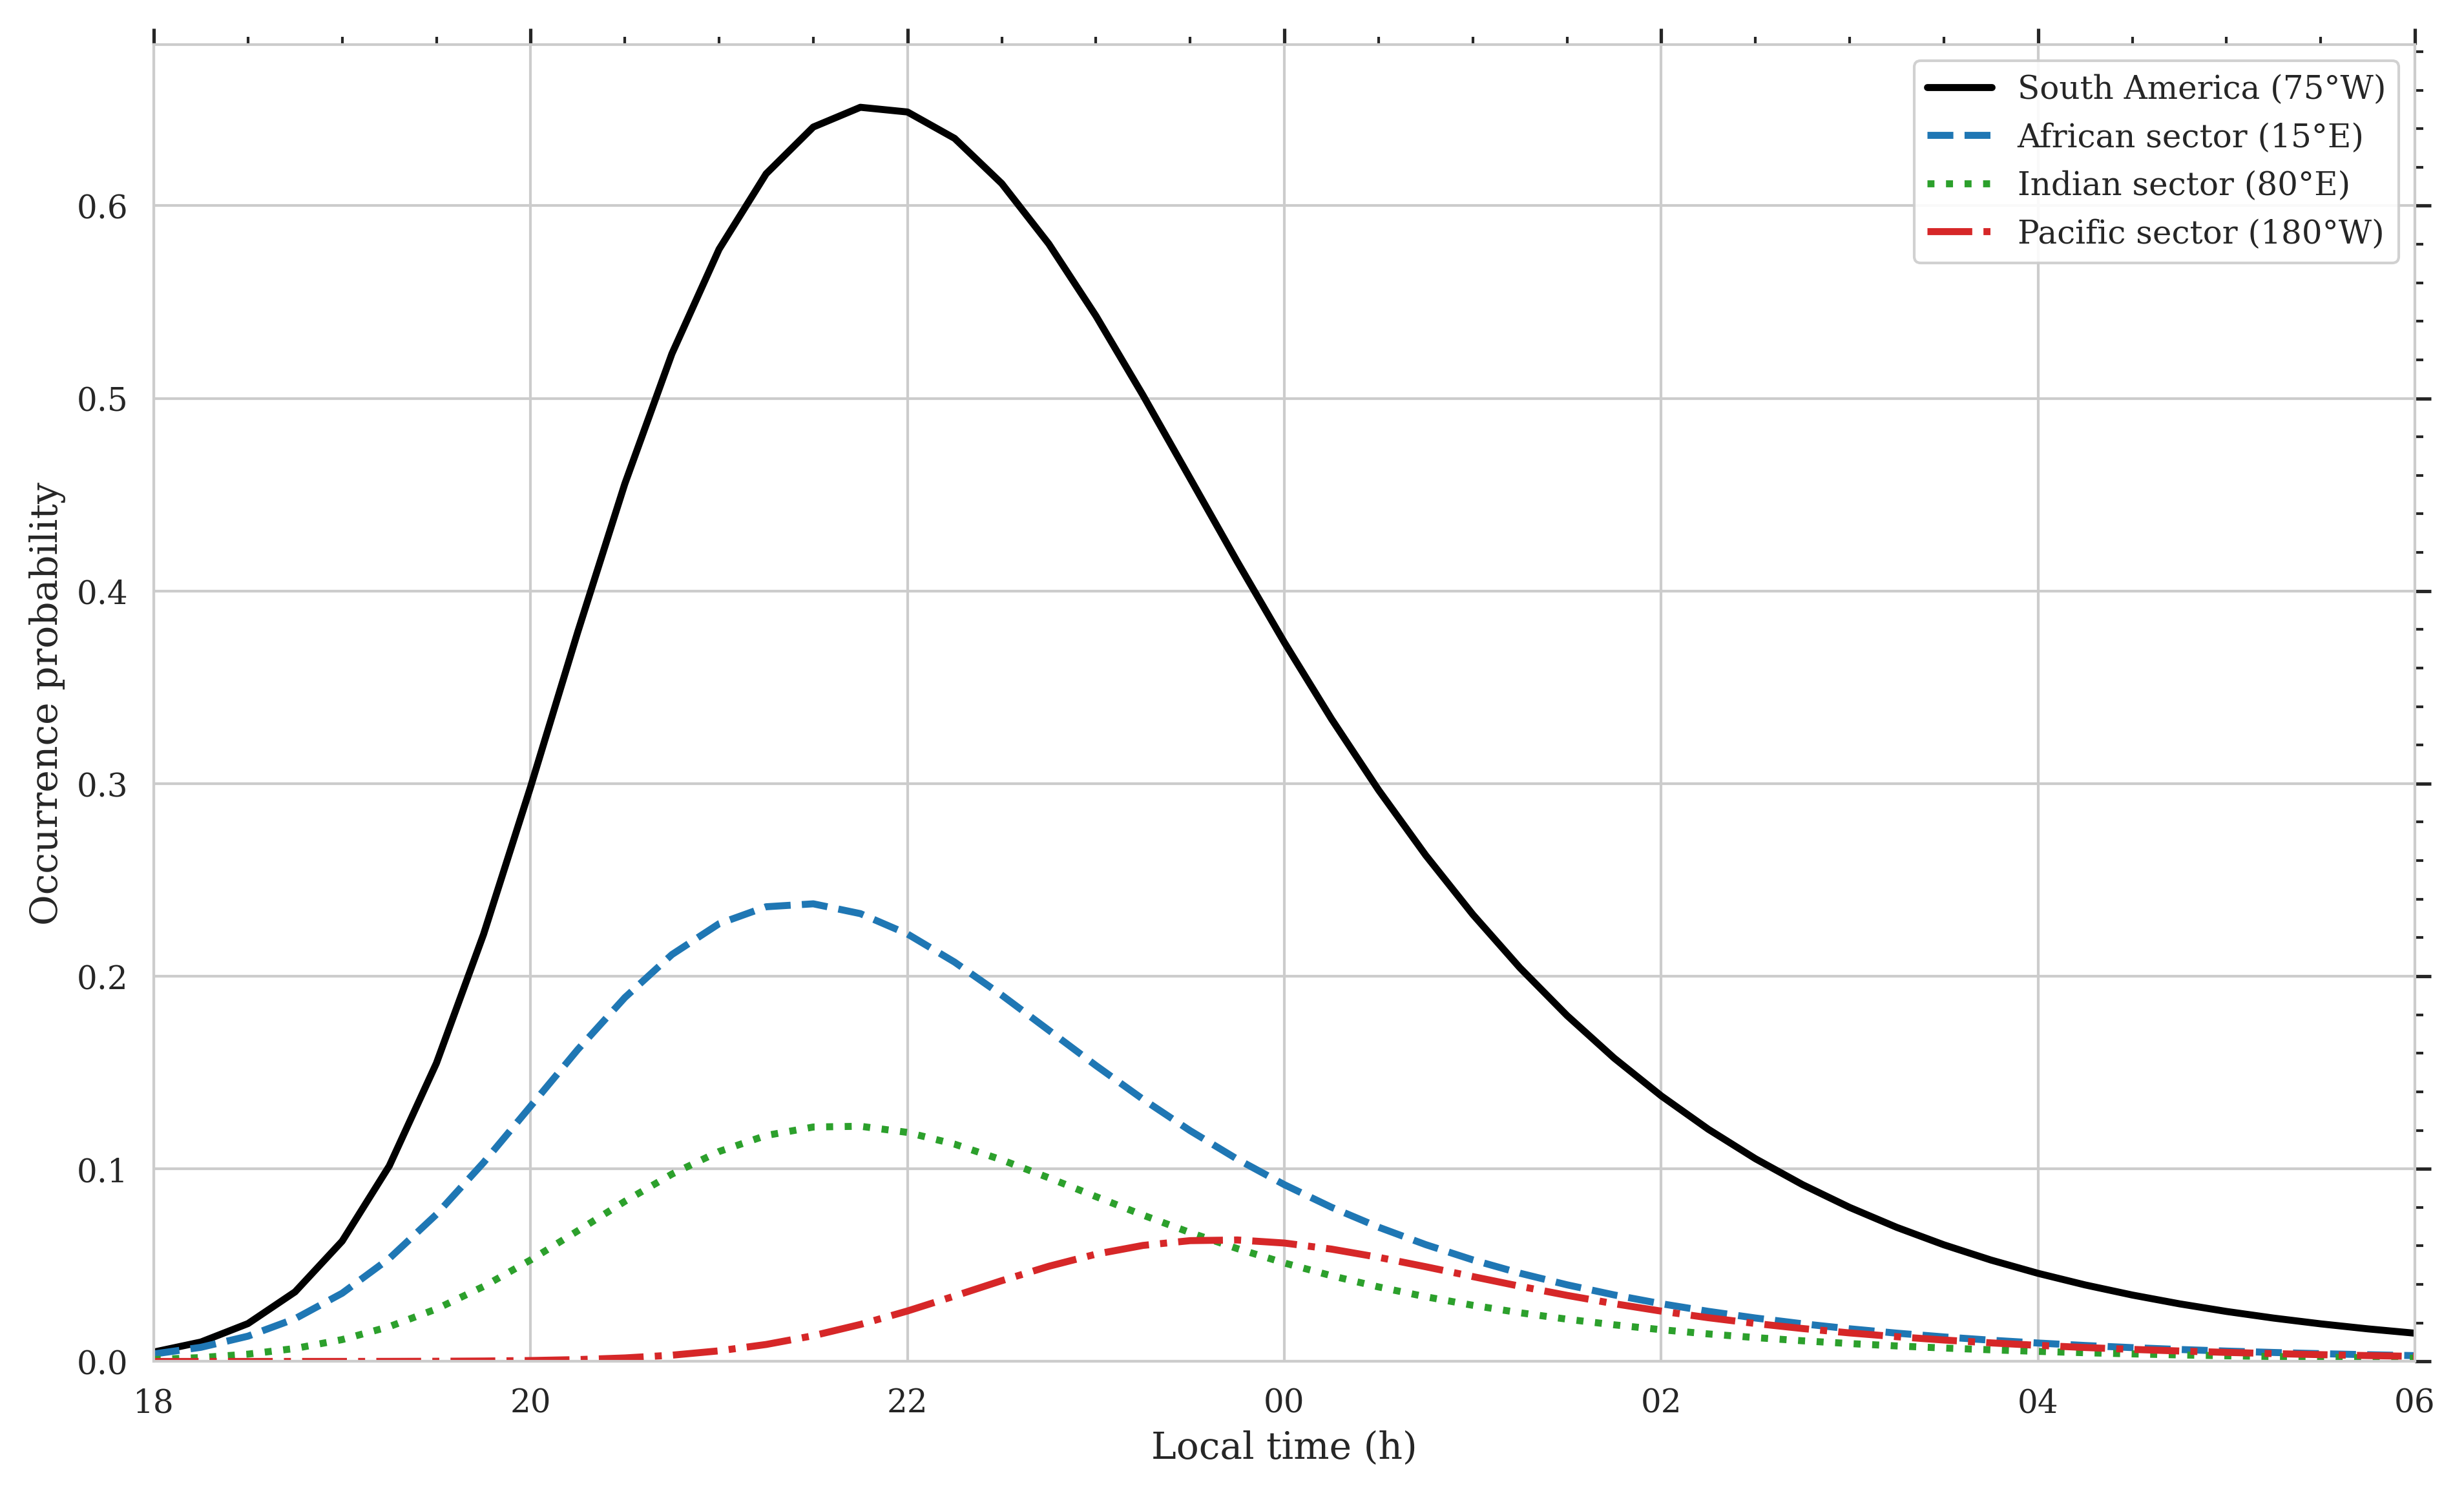 South America (75°W)
African sector (15°E)
Indian sector (80°E)
Pacific sector (180°W)
Occurrence probability
0.6
0.5
0.4
0.3
0.2
0.1
0.0
18 20 22 00 02 04 06
Local time (h)